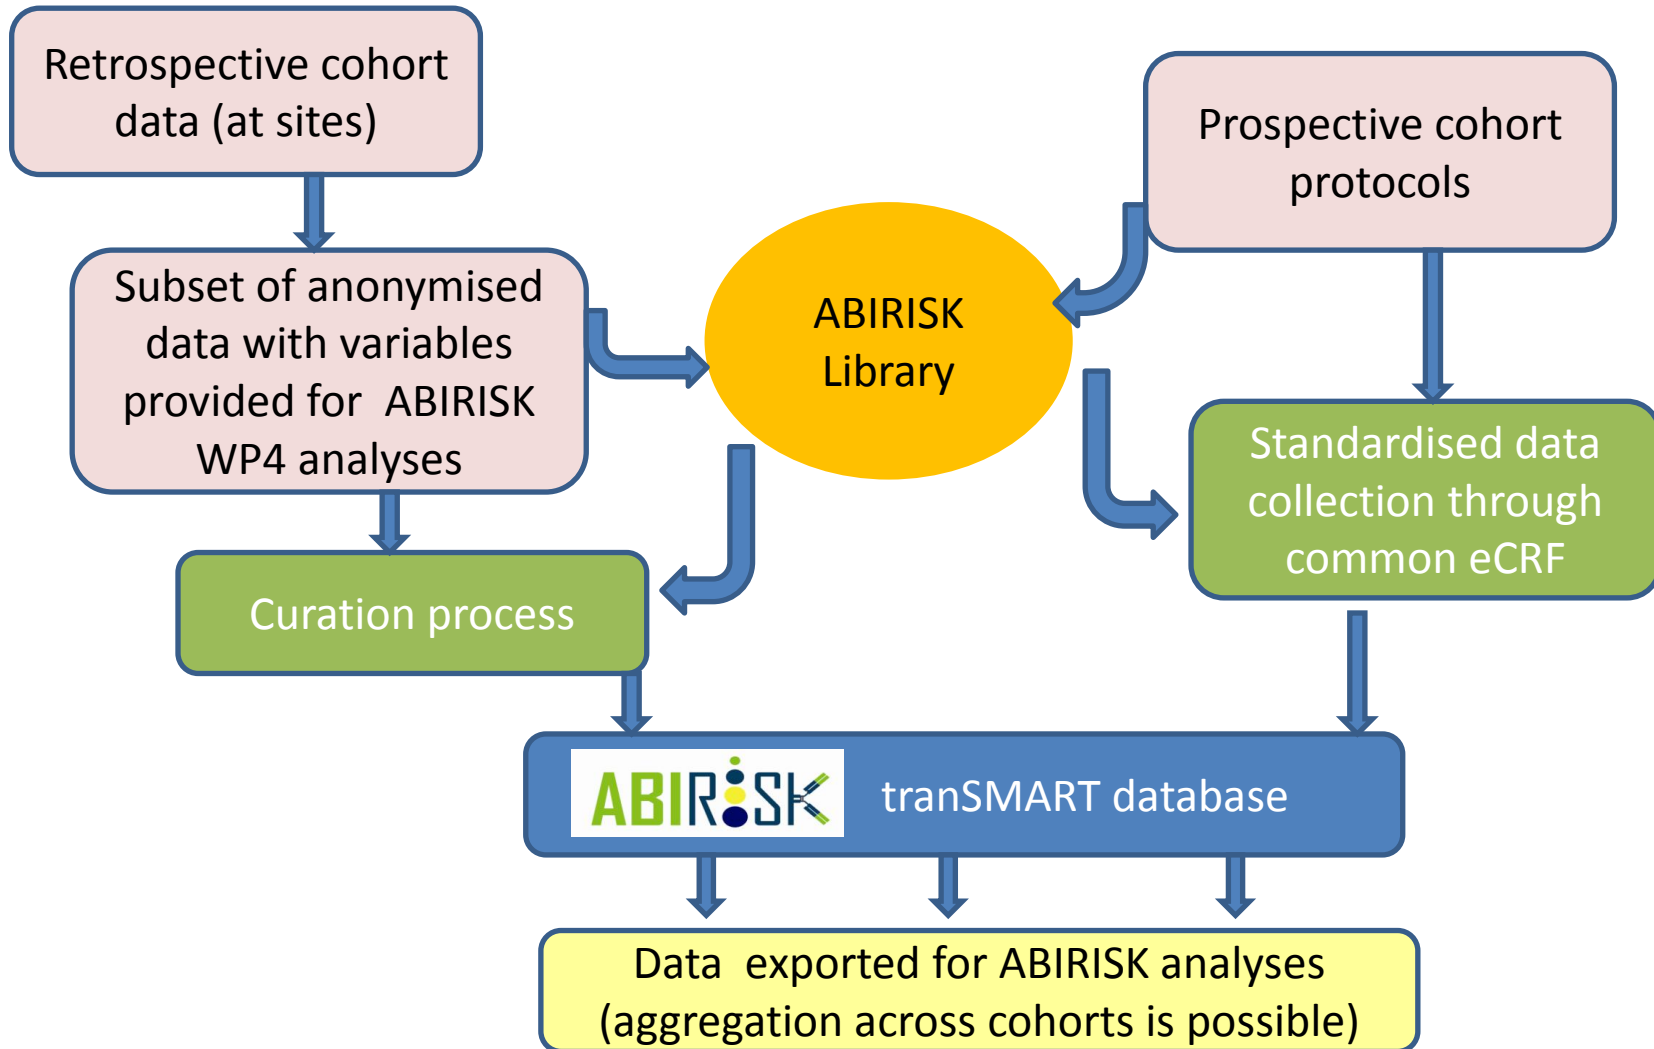 Retrospective cohort
data (at sites)
Prospective cohort
protocols
Subset of anonymised
data with variables
provided for ABIRISK
WP4 analyses
ABIRISK
Library
Standardised data
collection through
common eCRF
Curation process
ABIRISK
tranSMART database
Data exported for ABIRISK analyses
(aggregation across cohorts is possible)